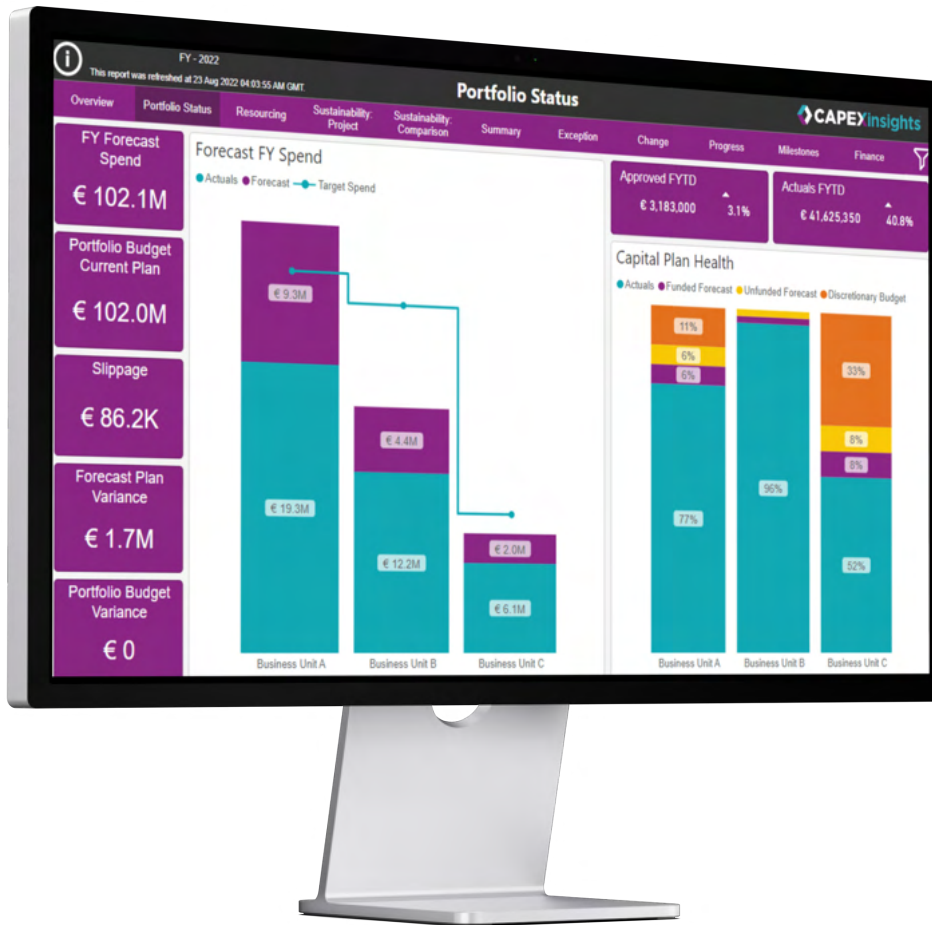 FY - 2022
This report was refreshed at 23 Aug 2022 04:03:55 AM GMT.
Portfolio Status
CAPEXinsights
Overview
Portfolio Status
Resourcing
Sustainability: Project
Sustainability: Comparison
Summary
Exception
Change
Progress
Milestones
Finance
FY Forecast
Spend
€ 102.1M
Portfolio Budget
Current Plan
€ 102.0M
Slippage
€ 86.2K
Forecast Plan
Variance
€ 1.7M
Portfolio Budget
Variance
€ 0
Forecast FY Spend
Actuals Forecast Target Spend
€ 9.3M
€ 19.3M
€ 4.4M
€ 12.2M
€ 2.0M
€ 6.1M
Business Unit A
Business Unit B
Business Unit C
Approved FYTD
€ 3,183,000
3.1%
Actuals FYTD
€ 41,625,350
40.8%
Capital Plan Health
Actuals Funded Forecast Unfunded Forecast Discretionary Budget
11%
6%
6%
77%
96%
33%
8%
8%
52%
Business Unit A
Business Unit B
Business Unit C